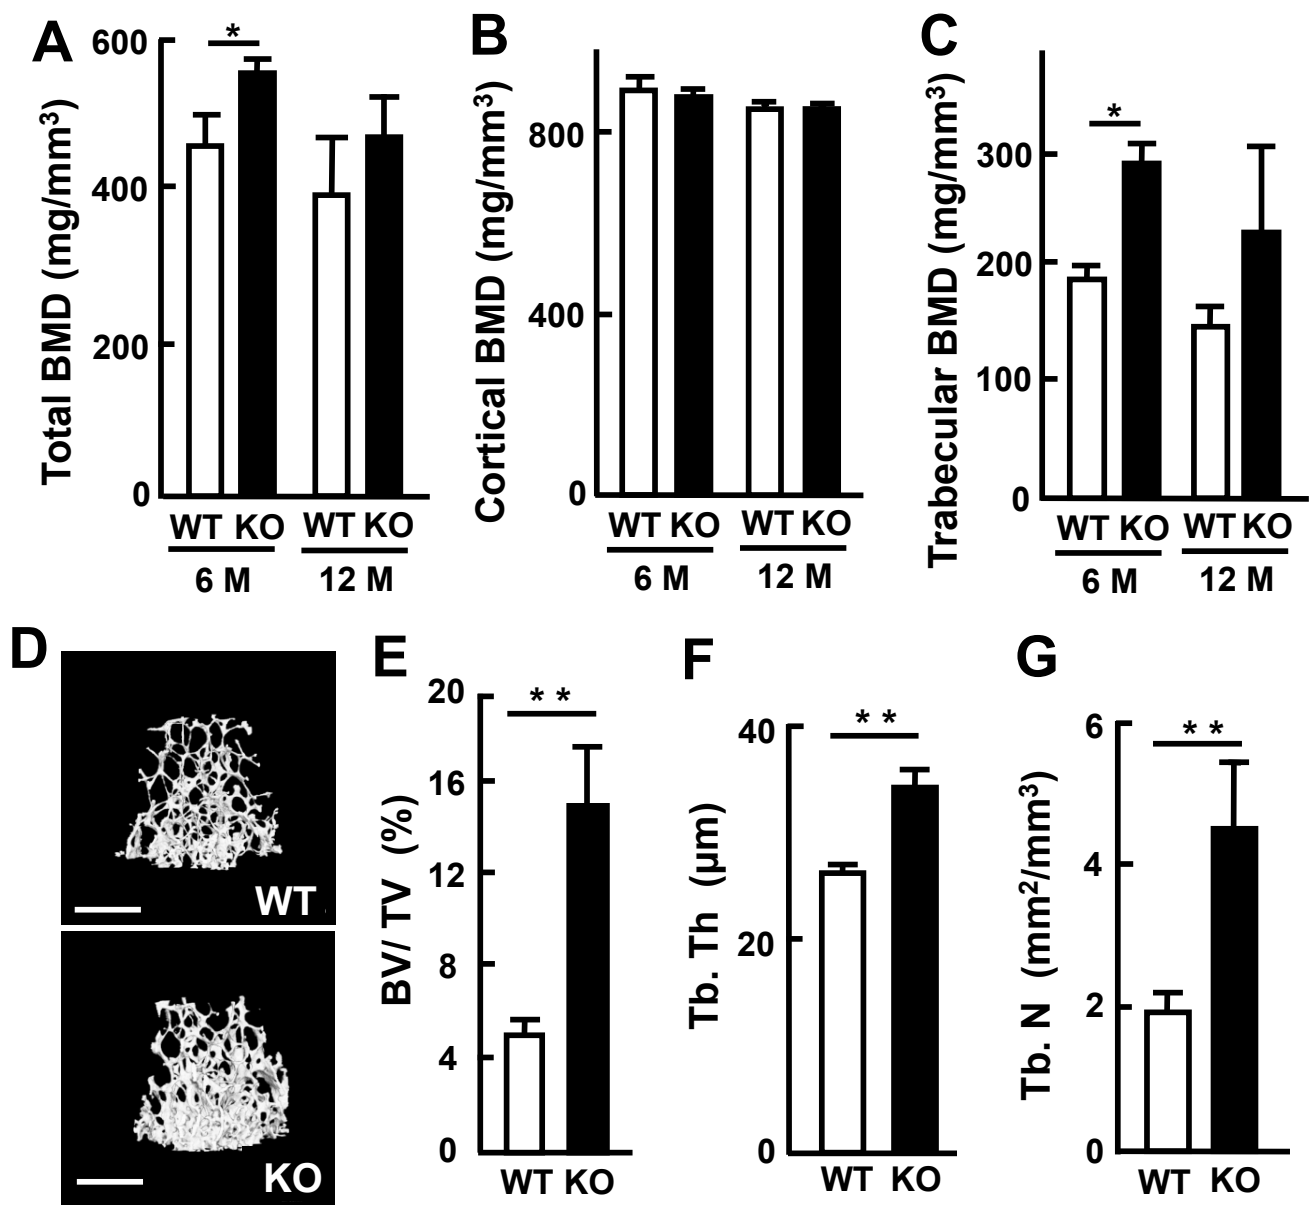 A
Total BMD (mg/mm³)
600
400
200
0
*
WT KO WT KO
6 M 12 M
B
Cortical BMD (mg/mm³)
800
400
0
WT KO WT KO
6 M 12 M
C
Trabecular BMD (mg/mm³)
300
200
100
0
*
WT KO WT KO
6 M 12 M
D
WT
KO
E
BV/ TV (%)
20
16
12
8
4
0
* *
WT KO
F
Tb. Th (μm)
40
20
0
* *
WT KO
G
Tb. N (mm²/mm³)
6
4
2
0
* *
WT KO